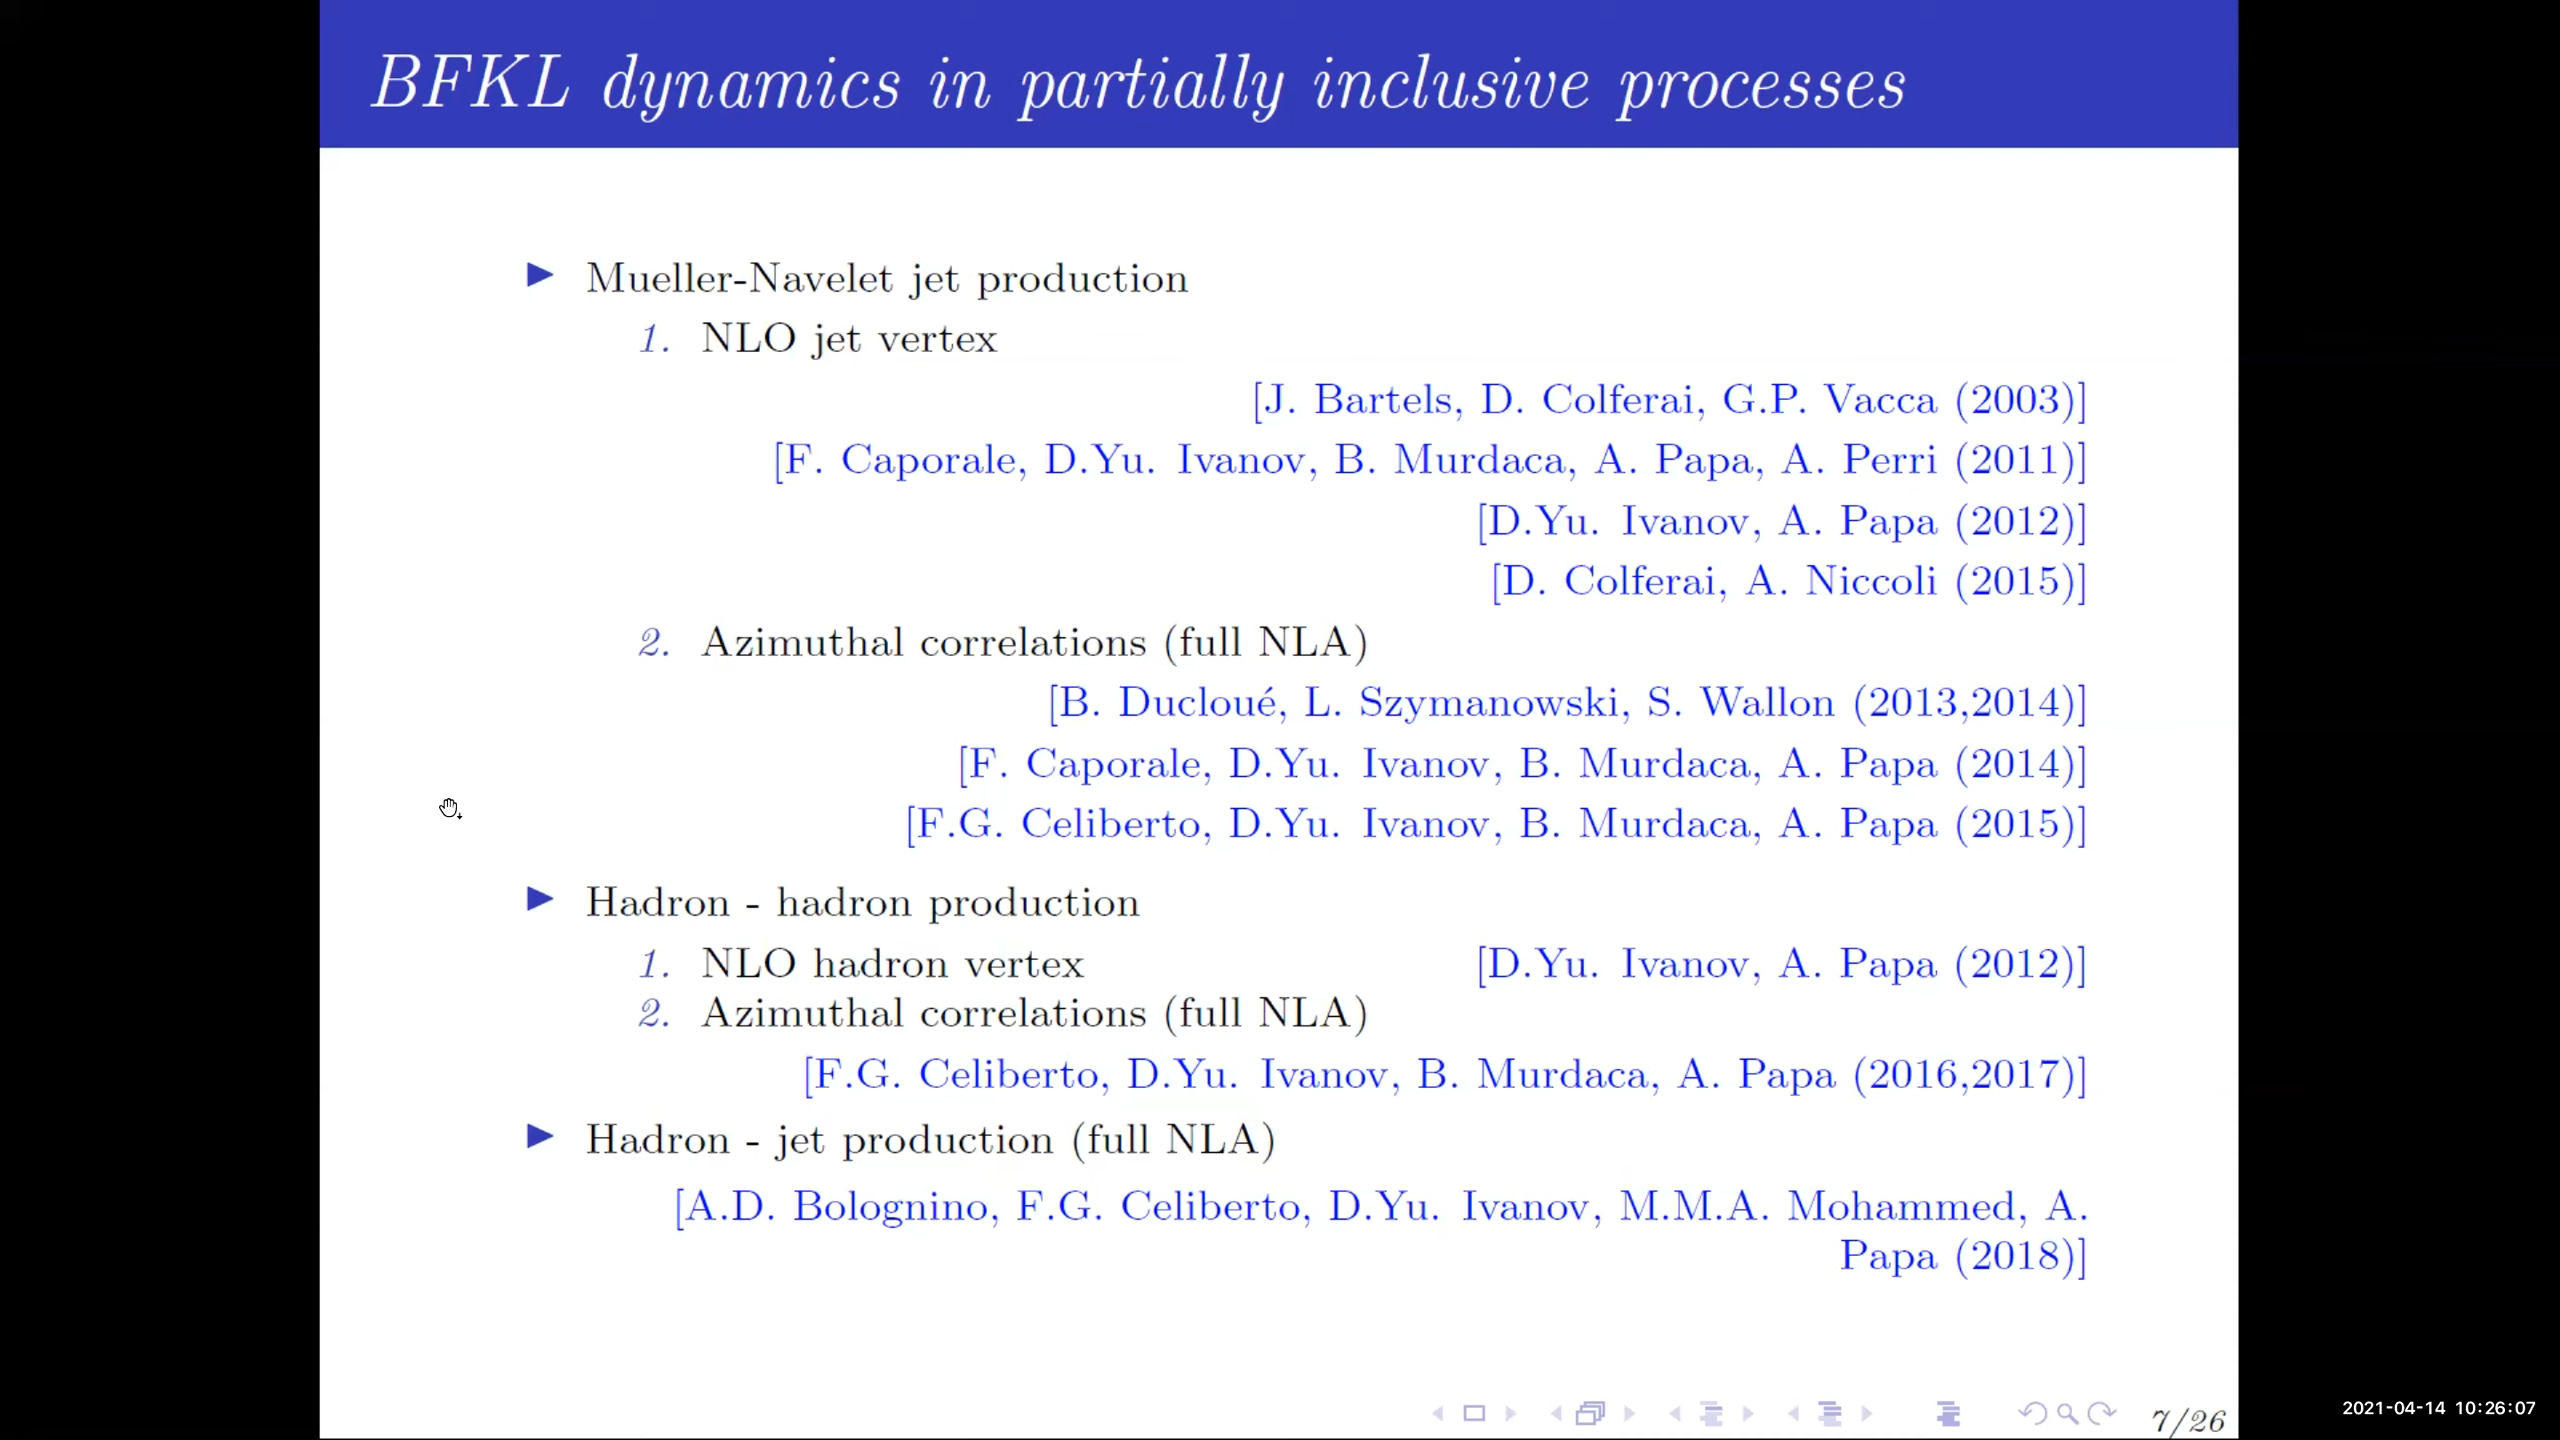 BFKL dynamics in partially inclusive processes
Mueller-Navelet jet production
1. NLO jet vertex
[J. Bartels, D. Colferai, G.P. Vacca (2003)]
[F. Caporale, D.Yu. Ivanov, B. Murdaca, A. Papa, A. Perri (2011)]
[D.Yu. Ivanov, A. Papa (2012)]
[D. Colferai, A. Niccoli (2015)]
2. Azimuthal correlations (full NLA)
[B. Ducloué, L. Szymanowski, S. Wallon (2013,2014)]
[F. Caporale, D.Yu. Ivanov, B. Murdaca, A. Papa (2014)]
[F.G. Celiberto, D.Yu. Ivanov, B. Murdaca, A. Papa (2015)]
Hadron - hadron production
1. NLO hadron vertex [D.Yu. Ivanov, A. Papa (2012)]
2. Azimuthal correlations (full NLA)
[F.G. Celiberto, D.Yu. Ivanov, B. Murdaca, A. Papa (2016,2017)]
Hadron - jet production (full NLA)
[A.D. Bolognino, F.G. Celiberto, D.Yu. Ivanov, M.M.A. Mohammed, A.
Papa (2018)]
7/26
2021-04-14 10:26:07